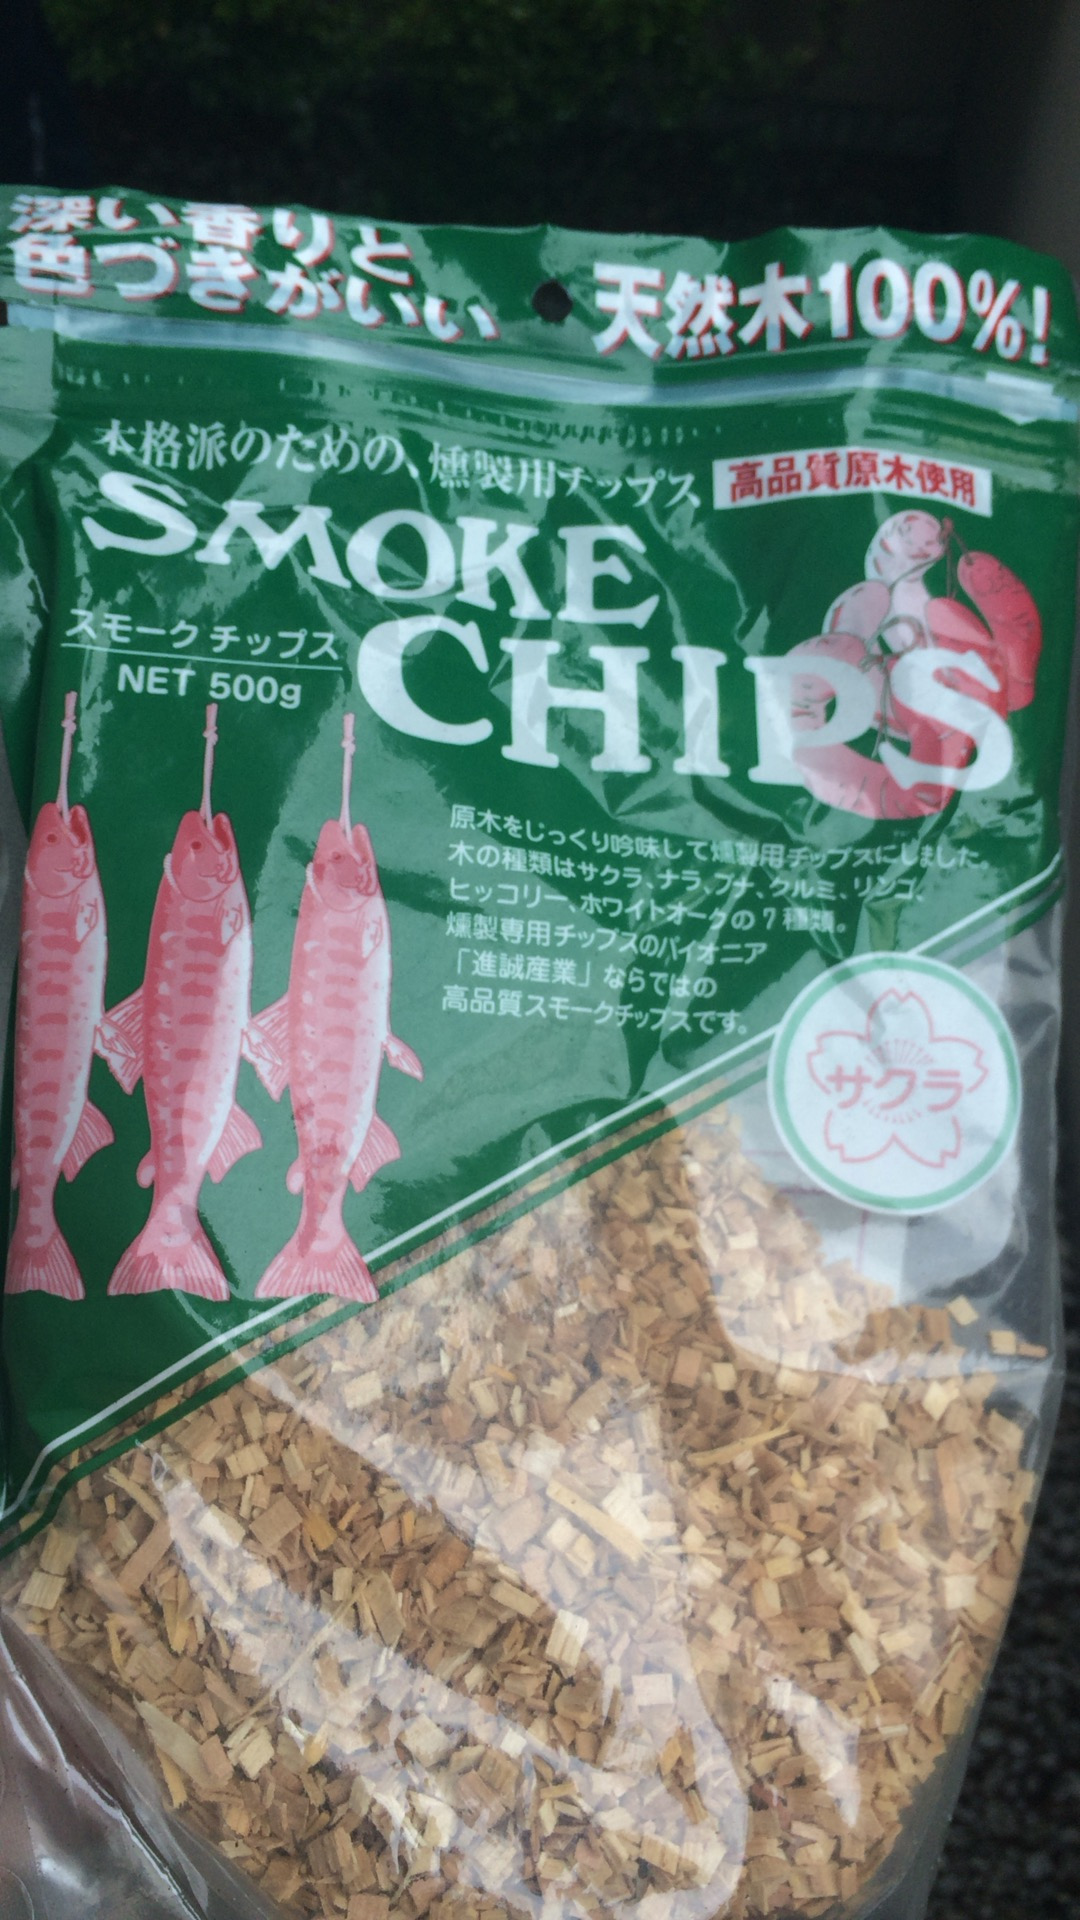 深い香りと
色づきがいい
天然木100%!
本格派のための、燻製用チップス
高品質原木使用
SMOKE
CHIPS
スモークチップス
NET 500g
原木をじっくり吟味して燻製用チップスにしました。
木の種類はサクラ、ナラ、ブナ、クルミ、リンゴ、
ヒッコリー、ホワイトオークの7種類。
燻製専用チップスのパイオニア
「進誠産業」ならではの
高品質スモークチップスです。
サクラ